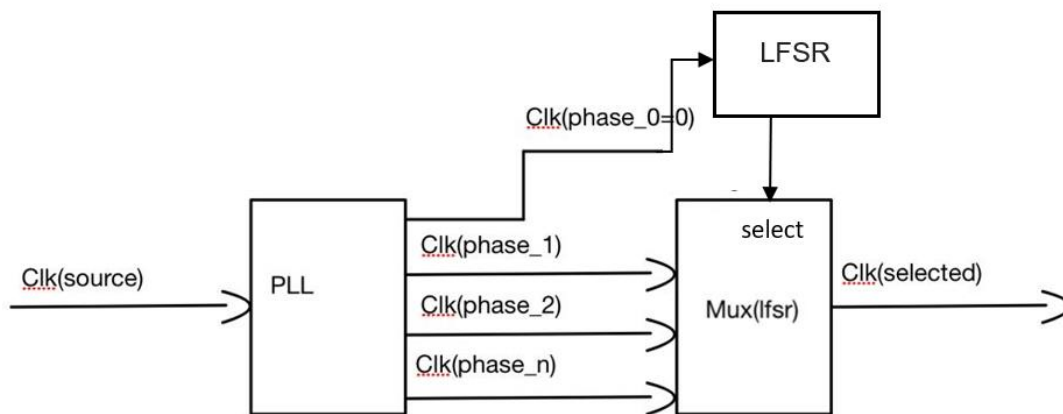 LFSR
Clk(phase_0=0)
select
Clk(phase_1)
Clk(source)
PLL
Clk(selected)
Clk(phase_2)
Mux(lfsr)
Clk(phase_n)